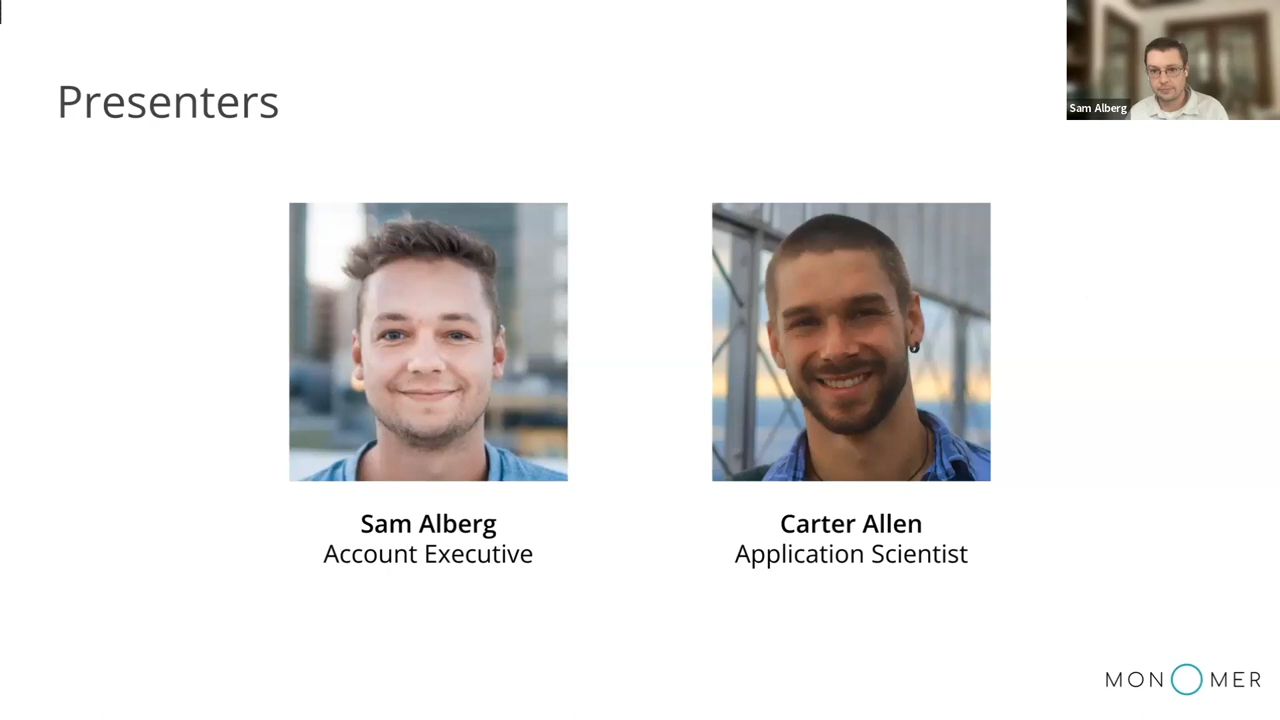 Presenters
Sam Alberg
Sam Alberg
Account Executive
Carter Allen
Application Scientist
MONOMER